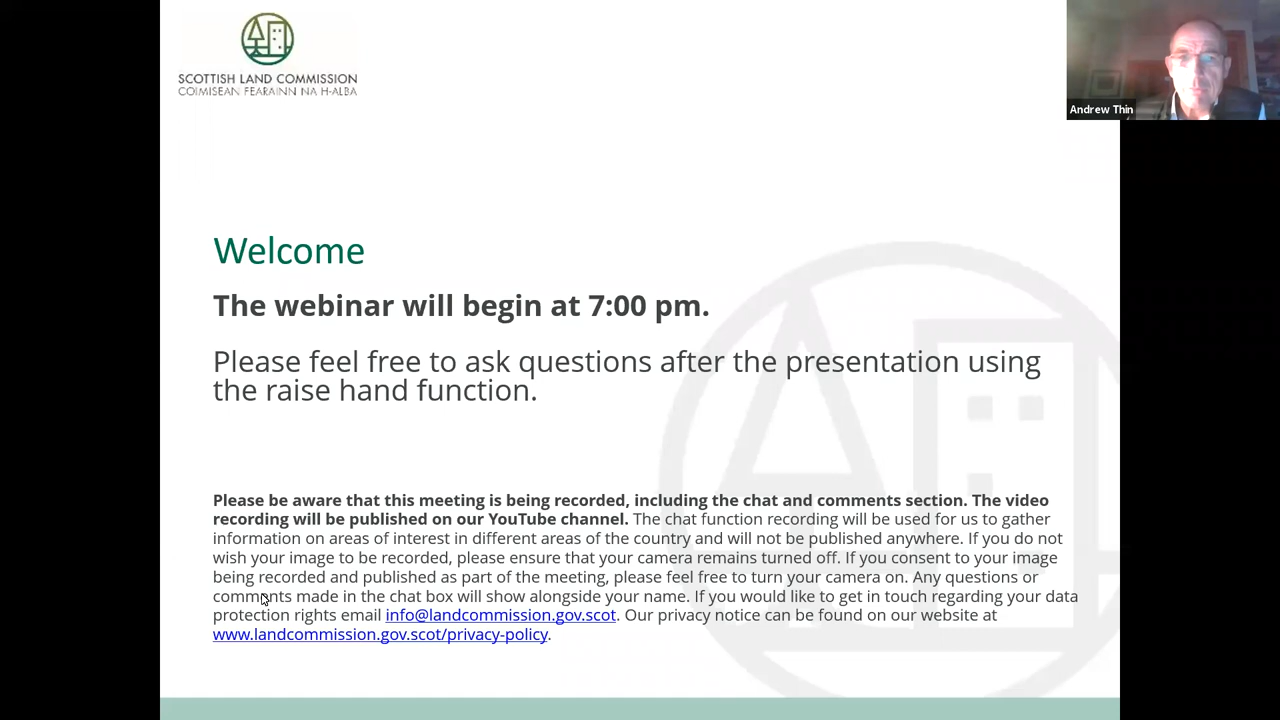 SCOTTISH LAND COMMISSION
COIMISEAN FEARAINN NA H-ALBA
Andrew Thin
Welcome
The webinar will begin at 7:00 pm.
Please feel free to ask questions after the presentation using
the raise hand function.
Please be aware that this meeting is being recorded, including the chat and comments section. The video
recording will be published on our YouTube channel. The chat function recording will be used for us to gather
information on areas of interest in different areas of the country and will not be published anywhere. If you do not
wish your image to be recorded, please ensure that your camera remains turned off. If you consent to your image
being recorded and published as part of the meeting, please feel free to turn your camera on. Any questions or
comments made in the chat box will show alongside your name. If you would like to get in touch regarding your data
protection rights email info@landcommission.gov.scot. Our privacy notice can be found on our website at
www.landcommission.gov.scot/privacy-policy.